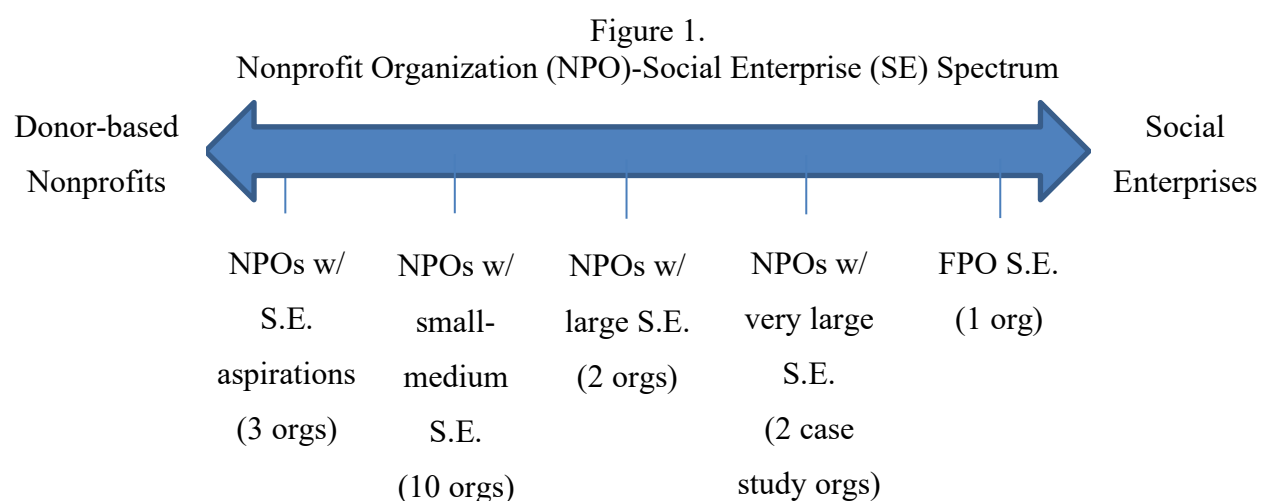 Figure 1.
Nonprofit Organization (NPO)-Social Enterprise (SE) Spectrum
Donor-based
Nonprofits
Social
Enterprises
NPOs w/
S.E.
aspirations
(3 orgs)
NPOs w/
small-
medium
S.E.
(10 orgs)
NPOs w/
large S.E.
(2 orgs)
NPOs w/
very large
S.E.
(2 case
study orgs)
FPO S.E.
(1 org)